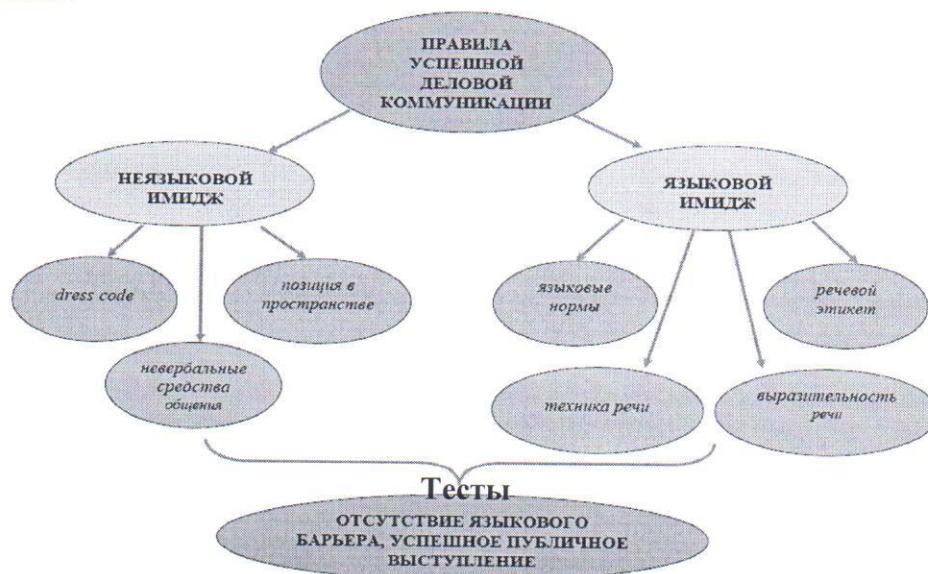 ПРАВИЛА
УСПЕШНОЙ
ДЕЛОВОЙ
КОММУНИКАЦИИ
НЕЯЗЫКОВОЙ
ИМИДЖ
ЯЗЫКОВОЙ
ИМИДЖ
dress code
позиция в
пространстве
языковые
нормы
речевой
этикет
невербальные
средства
общения
техника речи
выразительность
речи
Тесты
ОТСУТСТВИЕ ЯЗЫКОВОГО
БАРЬЕРА, УСПЕШНОЕ ПУБЛИЧНОЕ
ВЫСТУПЛЕНИЕ